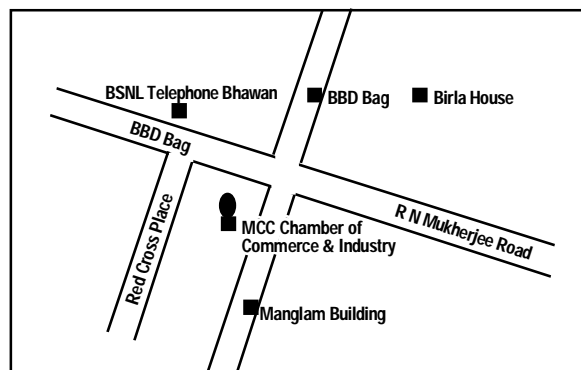 BSNL Telephone Bhawan
BBD Bag
Birla House
BBD Bag
R N Mukherjee Road
Red Cross Place
MCC Chamber of
Commerce & Industry
Manglam Building